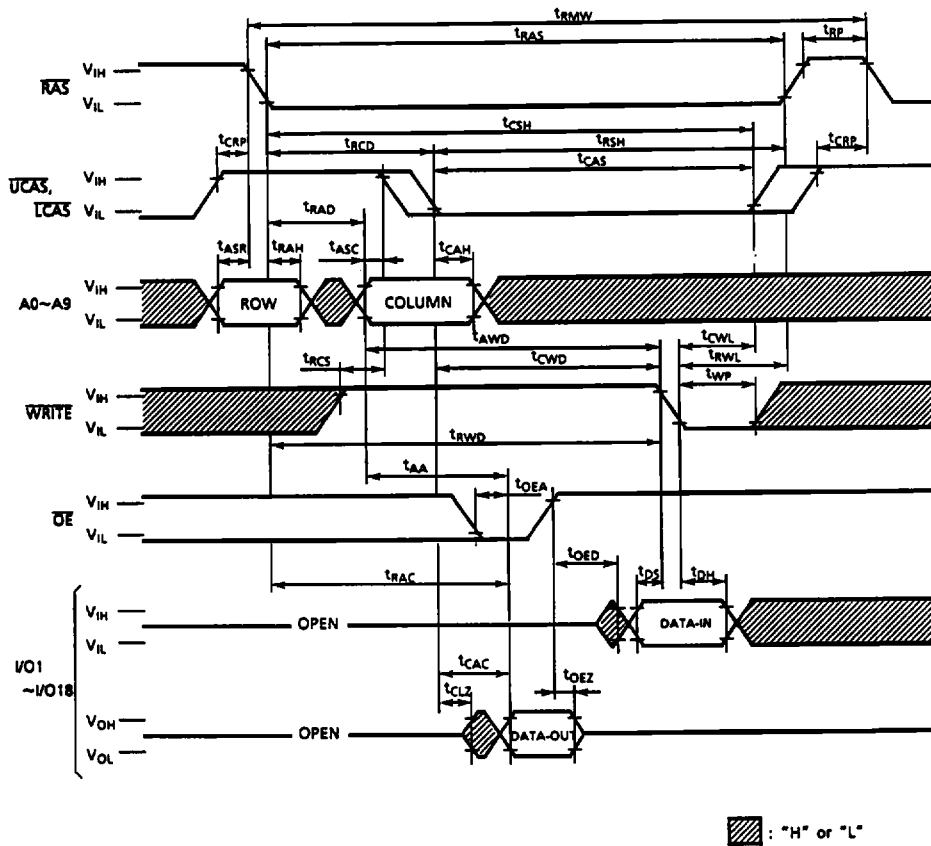 tRMW
tRAS
tRP
RAS
VIH
VIL
tCSH
tCRP
tRCD
tRSH
tCRP
tCAS
UCAS,
LCAS
VIH
VIL
tRAD
tASR
tRAH
tASC
tCAH
A0~A9
VIH
VIL
ROW
COLUMN
tAWD
tCWL
tRCS
tCWD
tRWL
tWP
WRITE
VIH
VIL
tRWD
tAA
tOEA
OE
VIH
VIL
tOED
tRAC
tDS
tDH
VIH
VIL
OPEN
DATA-IN
I/O1
~I/O18
tCAC
tOEZ
tCLZ
VOH
VOL
OPEN
DATA-OUT
: "H" or "L"